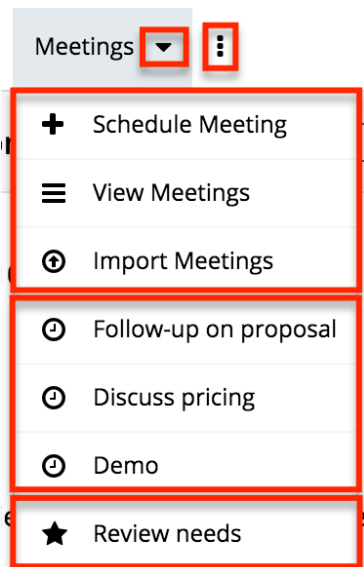 Meetings
Schedule Meeting
View Meetings
Import Meetings
Follow-up on proposal
Discuss pricing
Demo
Review needs